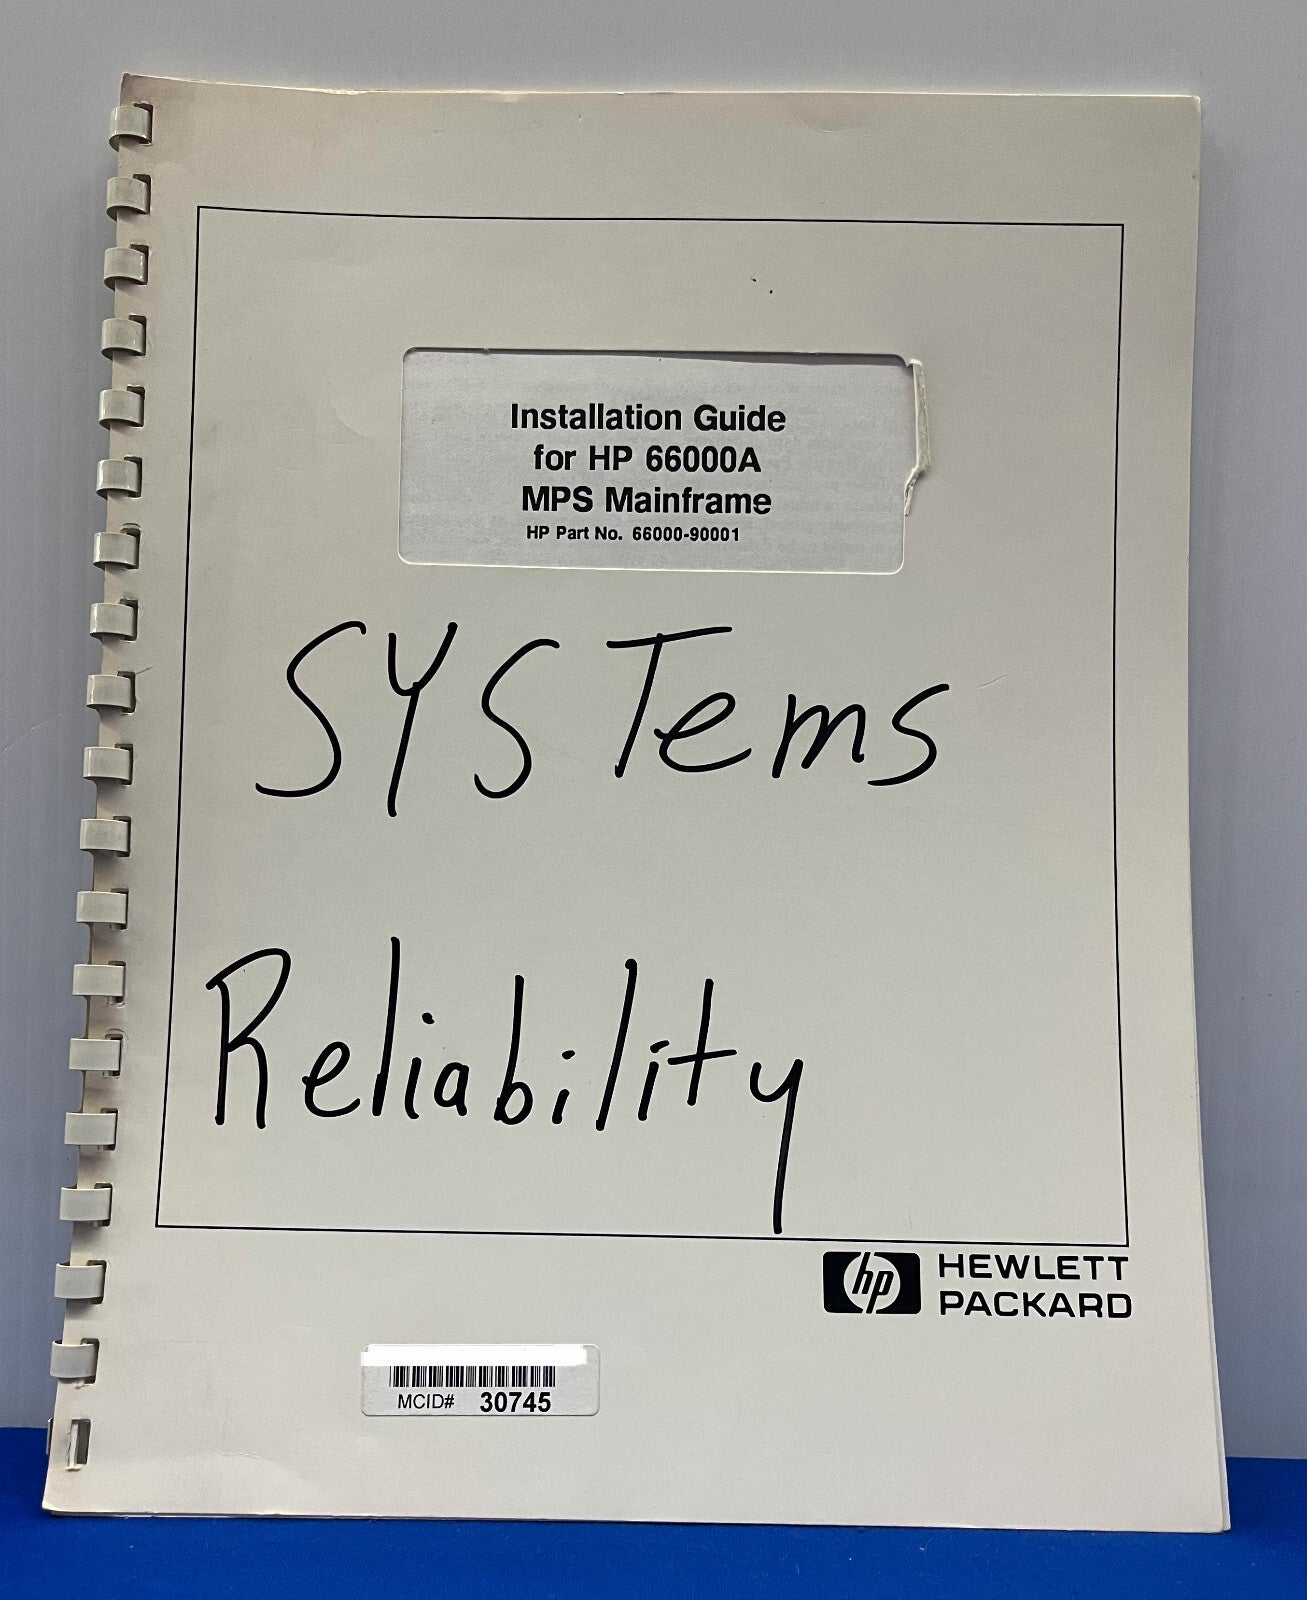 Installation Guide
for HP 66000A
MPS Mainframe
HP Part No. 66000-90001
SYSTems
Reliability
hp HEWLETT
PACKARD
MCID# 30745